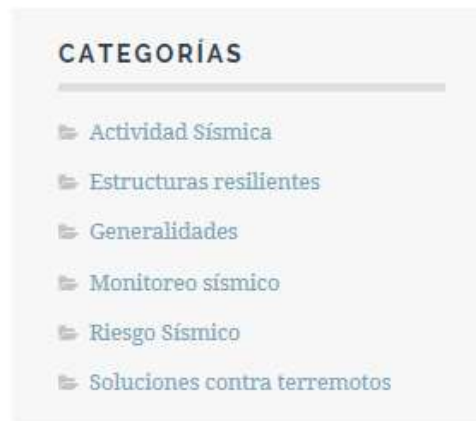 CATEGORÍAS
Actividad Sísmica
Estructuras resilientes
Generalidades
Monitoreo sísmico
Riesgo Sísmico
Soluciones contra terremotos